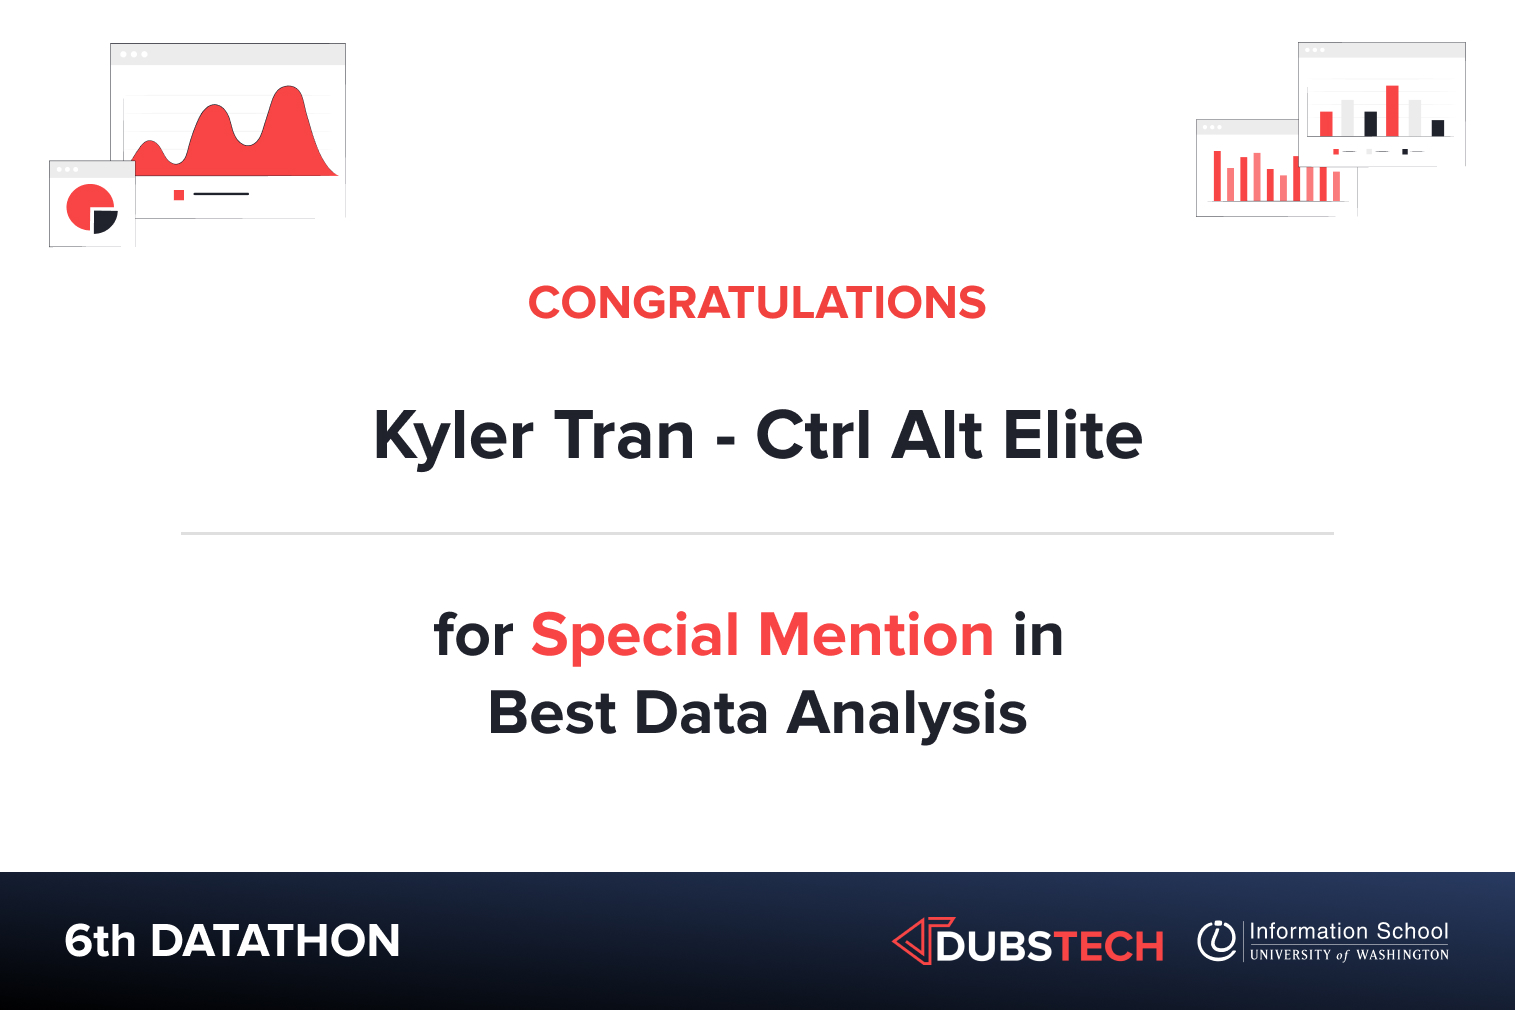 CONGRATULATIONS
Kyler Tran - Ctrl Alt Elite
for Special Mention in
Best Data Analysis
6th DATATHON
DUBSTECH
Information School
UNIVERSITY of WASHINGTON